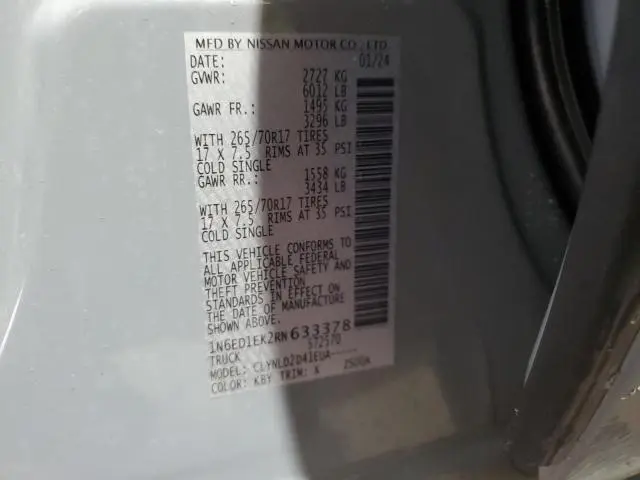 MFD BY NISSAN MOTOR CO., LTD.
DATE: 01/24
GVWR: 2727 KG
6012 LB
GAWR FR.: 1495 KG
3296 LB
WITH 265/70R17 TIRES
17 X 7.5 RIMS AT 35 PSI
COLD SINGLE
GAWR RR.: 1558 KG
3434 LB
WITH 265/70R17 TIRES
17 X 7.5 RIMS AT 35 PSI
COLD SINGLE
THIS VEHICLE CONFORMS TO
ALL APPLICABLE FEDERAL
MOTOR VEHICLE SAFETY AND
THEFT PREVENTION
STANDARDS IN EFFECT ON
THE DATE OF MANUFACTURE
SHOWN ABOVE.
1N6ED1EK2RN633378
TRUCK 572570
MODEL:
COLOR: KBY TRIM: X